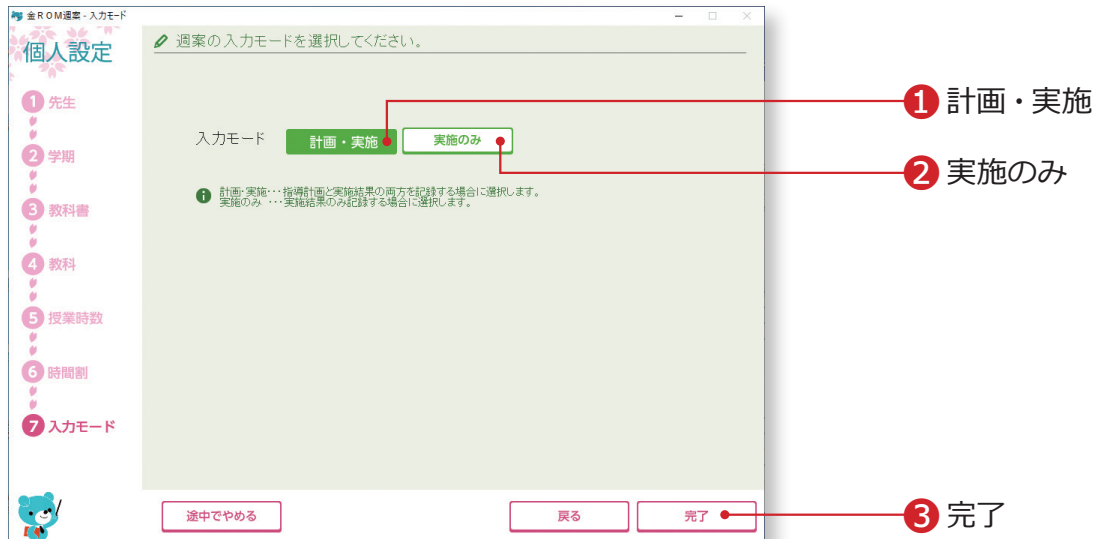 金ROM週案 - 入力モード
個人設定
週案の入力モードを選択してください。
1 先生
2 学期
3 教科書
4 教科
5 授業時数
6 時間割
7 入力モード
入力モード 計画・実施 実施のみ
計画・実施・・・指導計画と実施結果の両方を記録する場合に選択します。
実施のみ ・・・実施結果のみ記録する場合に選択します。
途中でやめる 戻る 完了
1 計画・実施
2 実施のみ
3 完了